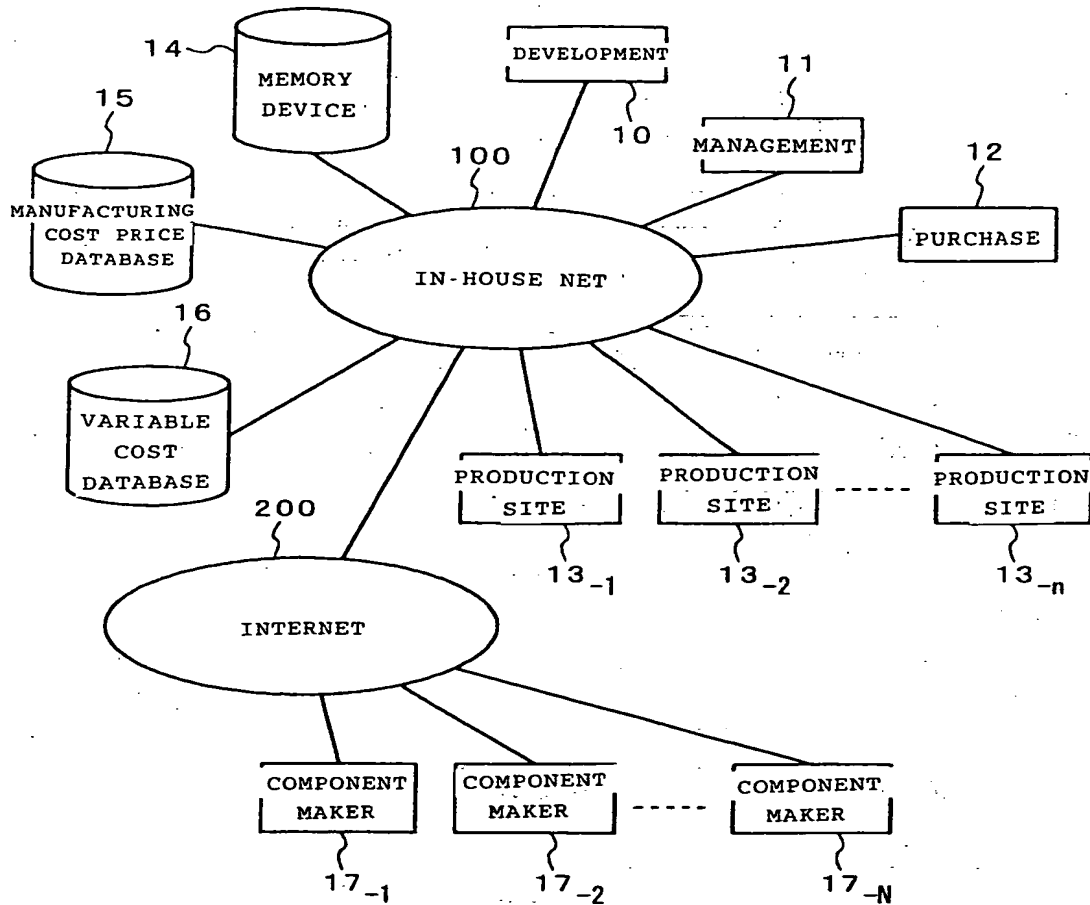 14
MEMORY
DEVICE
DEVELOPMENT
10
11
MANAGEMENT
15
MANUFACTURING
COST PRICE
DATABASE
100
IN-HOUSE NET
12
PURCHASE
16
VARIABLE
COST
DATABASE
PRODUCTION
SITE
13-1
PRODUCTION
SITE
13-2
PRODUCTION
SITE
13-n
200
INTERNET
COMPONENT
MAKER
17-1
COMPONENT
MAKER
17-2
COMPONENT
MAKER
17-N